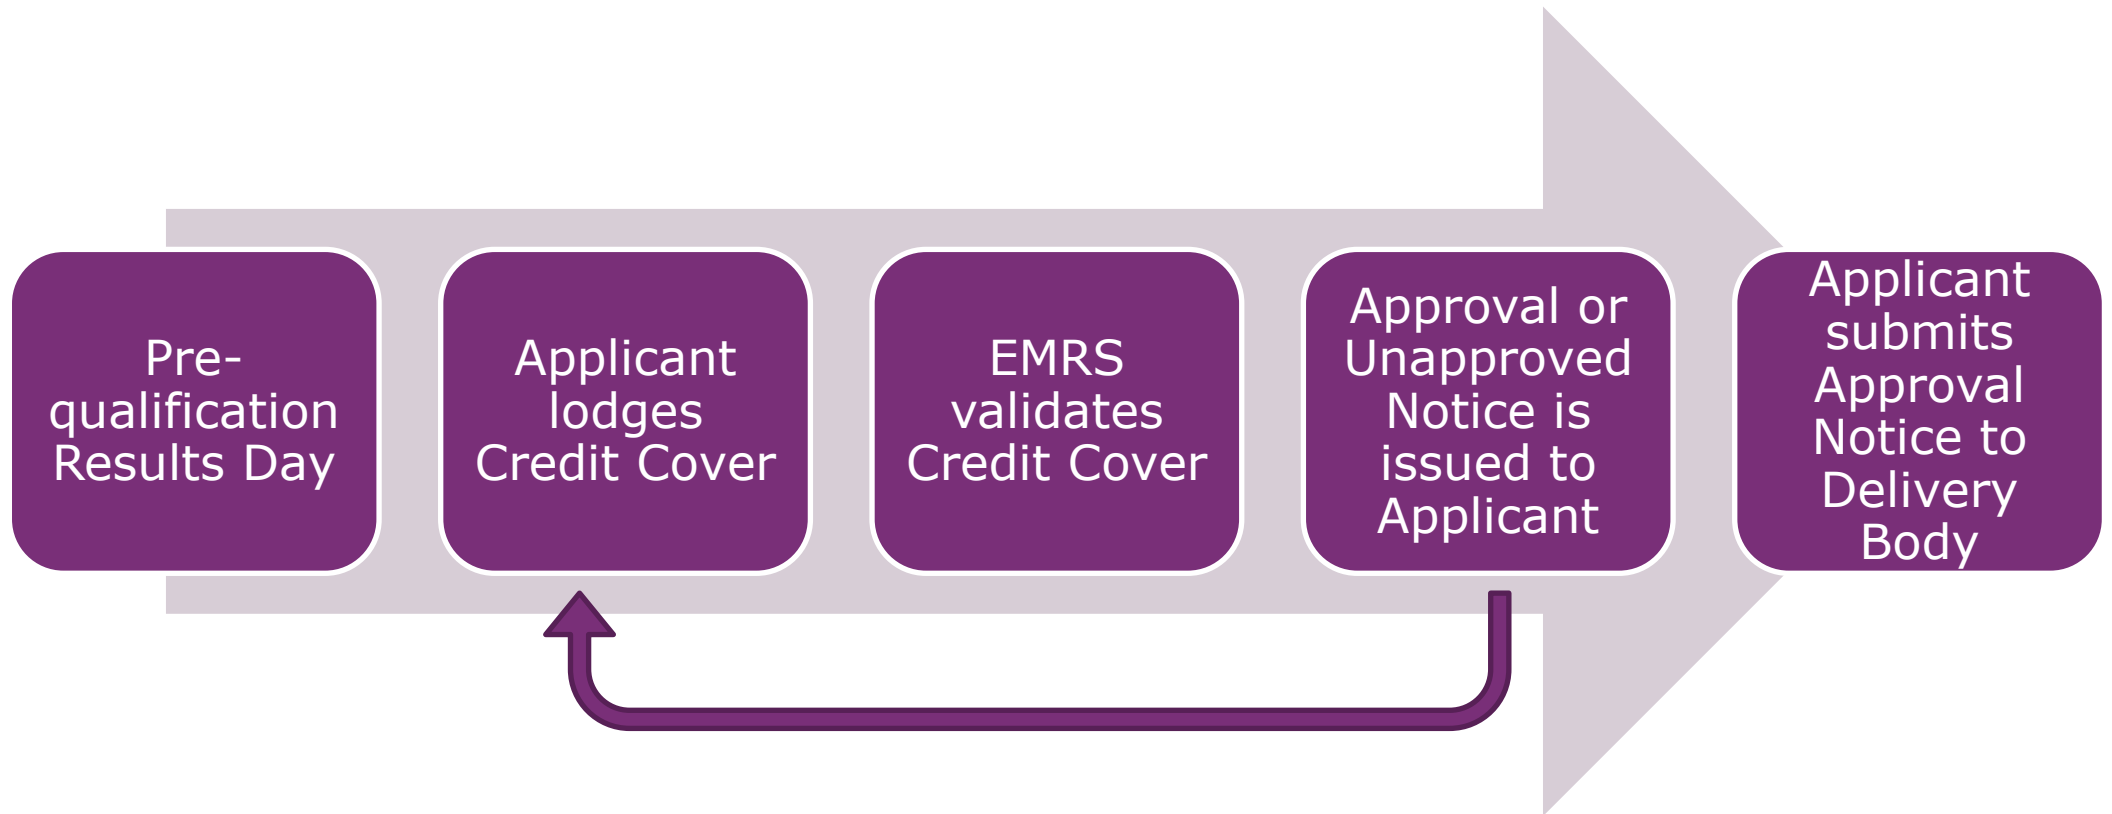 Pre-
qualification
Results Day
Applicant
lodges
Credit Cover
EMRS
validates
Credit Cover
Approval or
Unapproved
Notice is
issued to
Applicant
Applicant
submits
Approval
Notice to
Delivery
Body